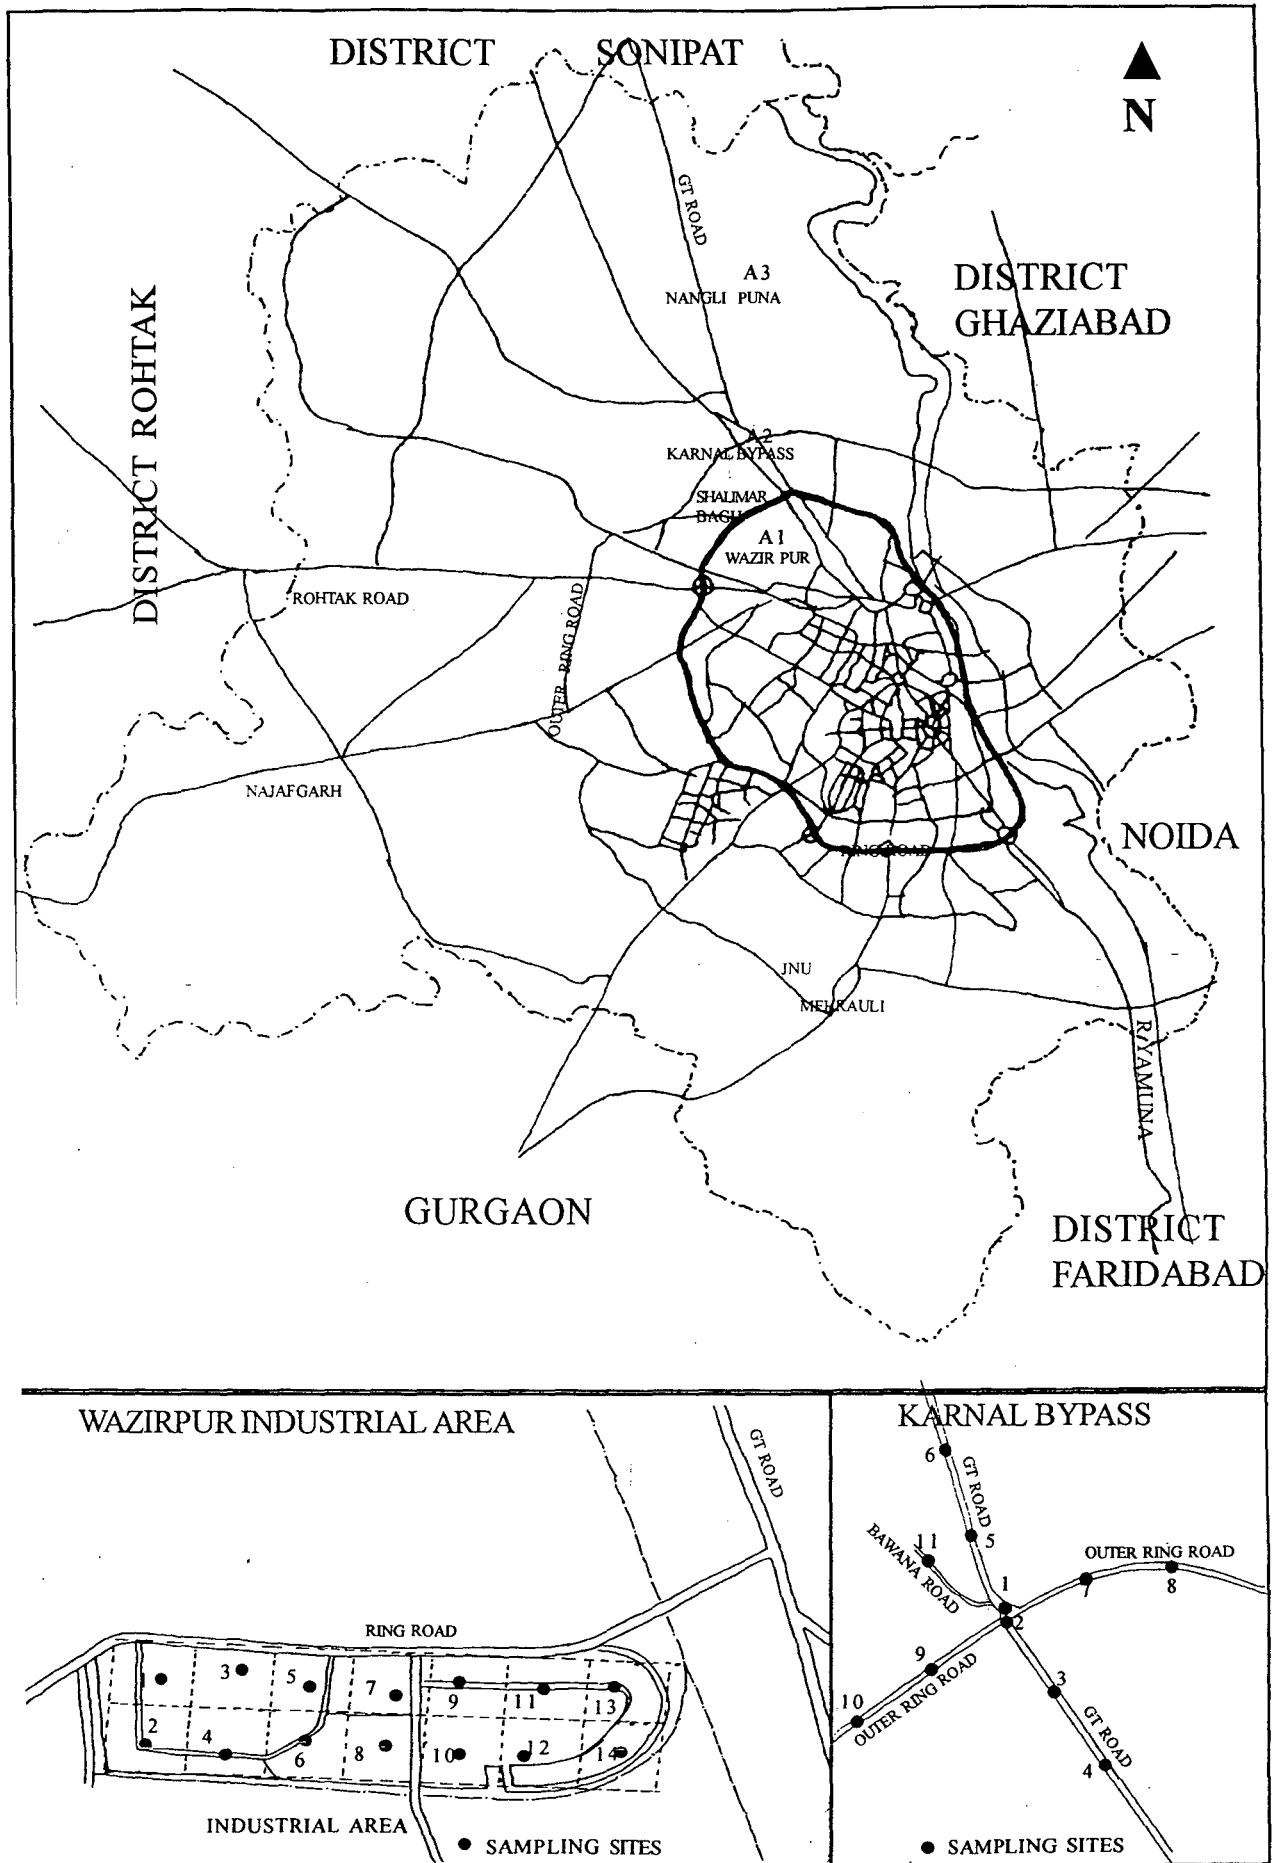 DISTRICT SONIPAT
N
GT ROAD
A3
NANGLI PUNA
DISTRICT
GHAZIABAD
DISTRICT ROHTAK
A2
KARNAL BYPASS
SHALIMAR
BAGH
A1
WAZIR PUR
ROHTAK ROAD
OUTER RING ROAD
NAJAFGARH
NOIDA
RING ROAD
JNU
MEHRAULI
R.YAMUNA
GURGAON
DISTRICT
FARIDABAD
WAZIRPUR INDUSTRIAL AREA
GT ROAD
RING ROAD
1
3
5
7
9
11
13
2
4
6
8
10
12
14
INDUSTRIAL AREA
SAMPLING SITES
KARNAL BYPASS
6
GT ROAD
5
11
BAWANA ROAD
OUTER RING ROAD
1
7
8
2
9
3
10
OUTER RING ROAD
GT ROAD
4
SAMPLING SITES